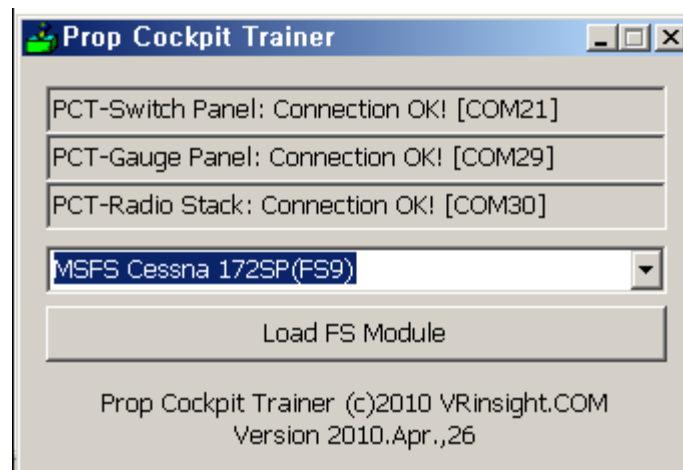 Prop Cockpit Trainer
PCT-Switch Panel: Connection OK! [COM21]
PCT-Gauge Panel: Connection OK! [COM29]
PCT-Radio Stack: Connection OK! [COM30]
MSFS Cessna 172SP(FS9)
Load FS Module
Prop Cockpit Trainer (c)2010 VRinsight.COM
Version 2010.Apr.,26